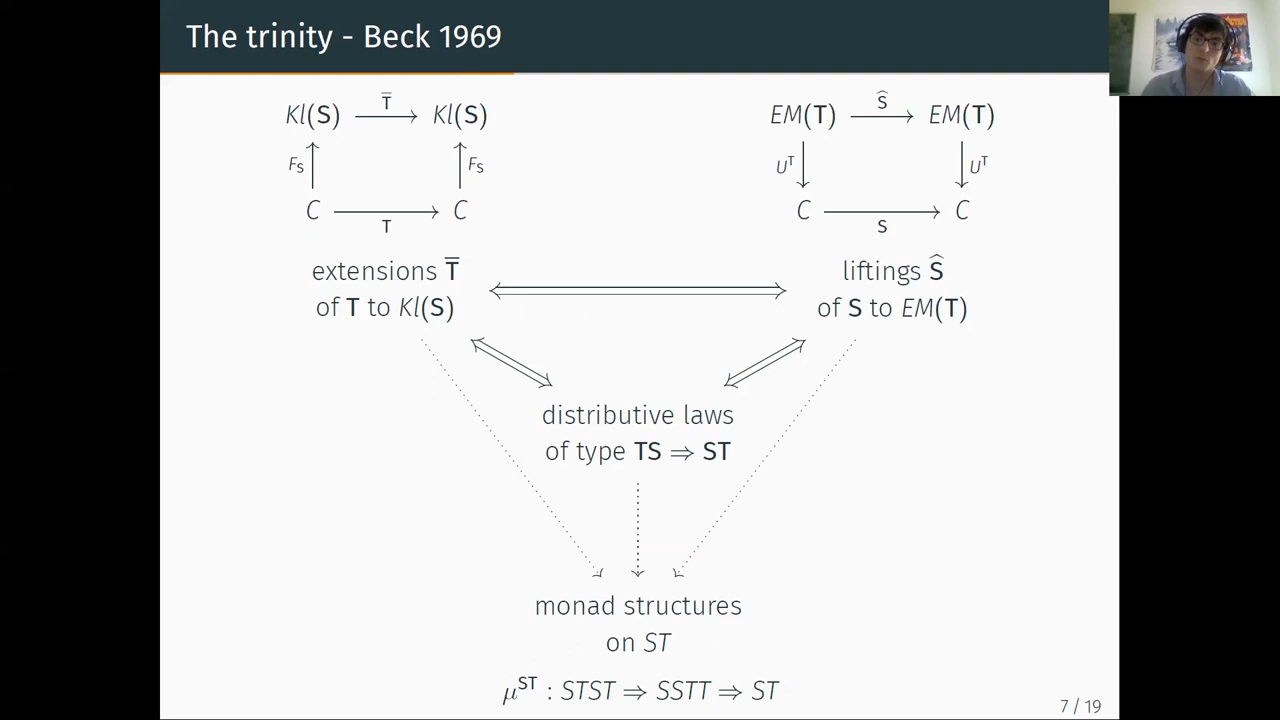 The trinity - Beck 1969
Kl(S) T̅ Kl(S)
F_S F_S
C T C
EM(T) Ŝ EM(T)
U^T U^T
C S C
extensions T̅
of T to Kl(S)
liftings Ŝ
of S to EM(T)
distributive laws
of type TS ⇒ ST
monad structures
on ST
μ^ST : STST ⇒ SSTT ⇒ ST
7 / 19